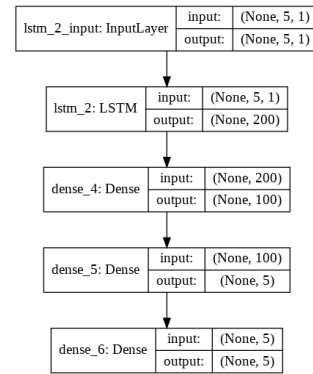 lstm_2_input: InputLayer
input: (None, 5, 1)
output: (None, 5, 1)
lstm_2: LSTM
input: (None, 5, 1)
output: (None, 200)
dense_4: Dense
input: (None, 200)
output: (None, 100)
dense_5: Dense
input: (None, 100)
output: (None, 5)
dense_6: Dense
input: (None, 5)
output: (None, 5)